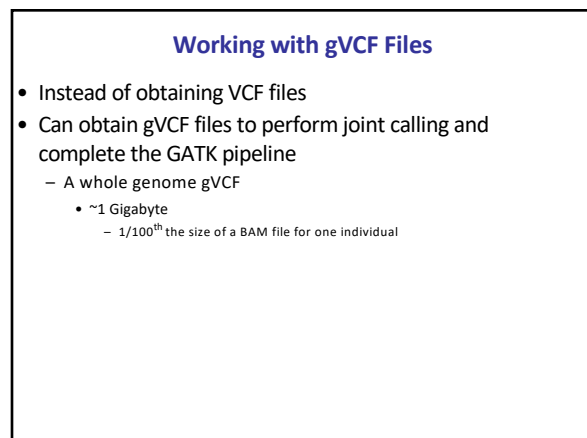 Working with gVCF Files
• Instead of obtaining VCF files
• Can obtain gVCF files to perform joint calling and
complete the GATK pipeline
– A whole genome gVCF
• ~1 Gigabyte
– 1/100th the size of a BAM file for one individual